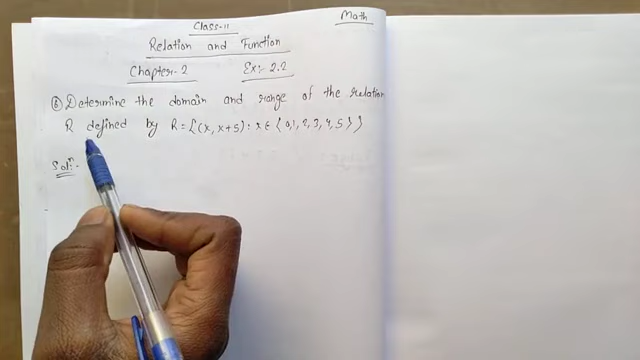 Math
Class-11
Relation and Function
Chapter-2 Ex:- 2.2
⑥ Determine the domain and range of the relation
R defined by R = {(x, x+5) : x ∈ {0,1,2,3,4,5}}
Solⁿ:-